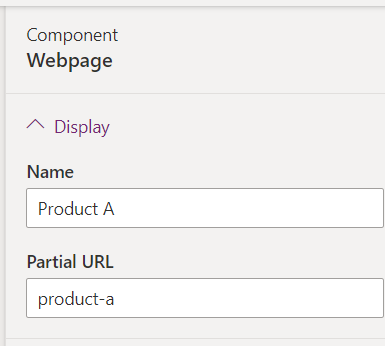 Component
Webpage
Display
Name
Product A
Partial URL
product-a